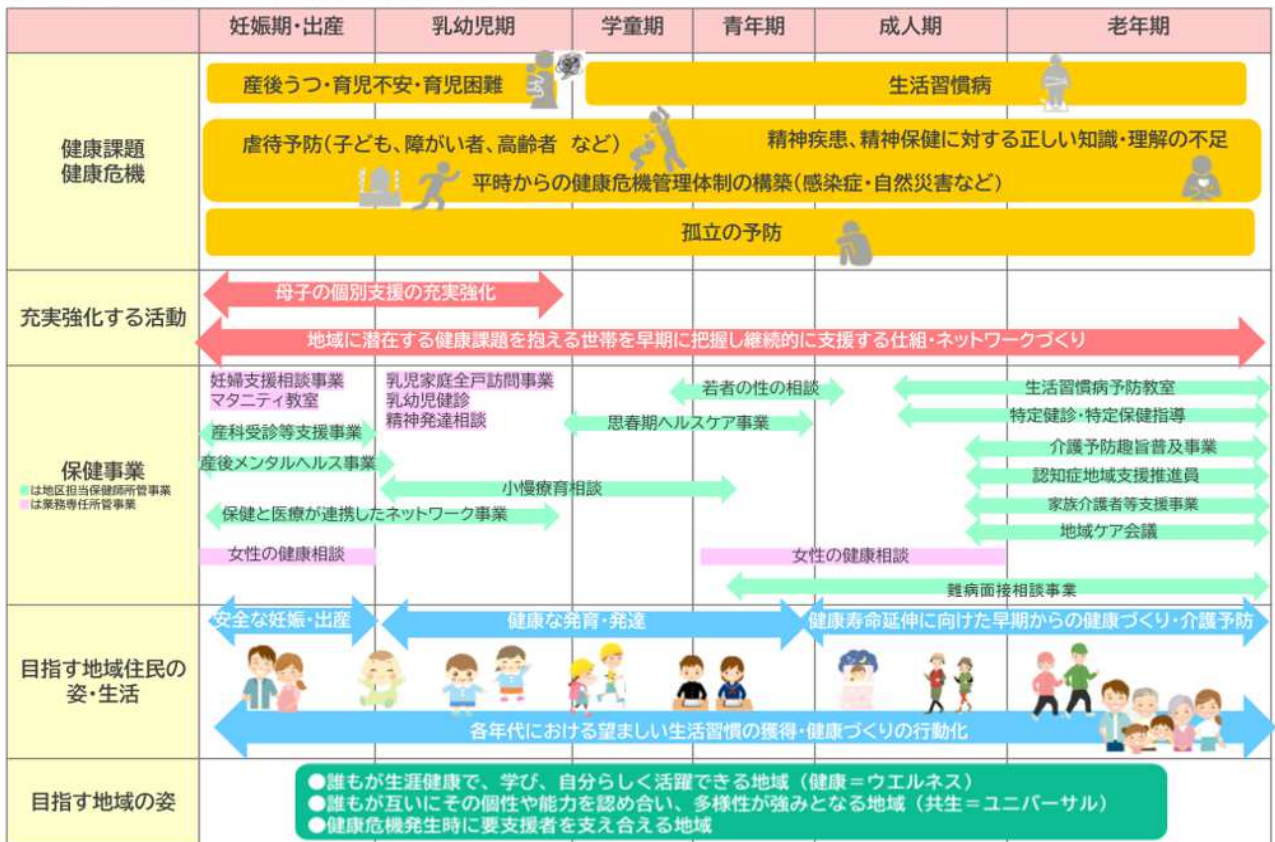 妊娠期・出産
乳幼児期
学童期
青年期
成人期
老年期
健康課題
健康危機
産後うつ・育児不安・育児困難
生活習慣病
虐待予防(子ども、障がい者、高齢者 など)
精神疾患、精神保健に対する正しい知識・理解の不足
平時からの健康危機管理体制の構築(感染症・自然災害など)
孤立の予防
充実強化する活動
母子の個別支援の充実強化
地域に潜在する健康課題を抱える世帯を早期に把握し継続的に支援する仕組・ネットワークづくり
保健事業
■は地区担当保健師所管事業
■は業務専任所管事業
妊婦支援相談事業
マタニティ教室
乳児家庭全戸訪問事業
乳幼児健診
精神発達相談
産科受診等支援事業
産後メンタルヘルス事業
若者の性の相談
思春期ヘルスケア事業
小慢療育相談
保健と医療が連携したネットワーク事業
女性の健康相談
女性の健康相談
生活習慣病予防教室
特定健診・特定保健指導
介護予防趣旨普及事業
認知症地域支援推進員
家族介護者等支援事業
地域ケア会議
難病面接相談事業
目指す地域住民の
姿・生活
安全な妊娠・出産
健康な発育・発達
健康寿命延伸に向けた早期からの健康づくり・介護予防
各年代における望ましい生活習慣の獲得・健康づくりの行動化
目指す地域の姿
●誰もが生涯健康で、学び、自分らしく活躍できる地域（健康＝ウエルネス）
●誰もが互いにその個性や能力を認め合い、多様性が強みとなる地域（共生＝ユニバーサル）
●健康危機発生時に要支援者を支え合える地域